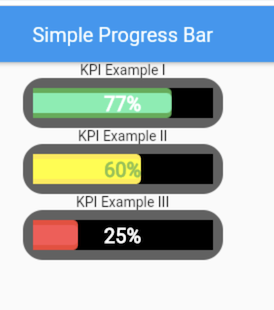 Simple Progress Bar
KPI Example I
77%
KPI Example II
60%
KPI Example III
25%